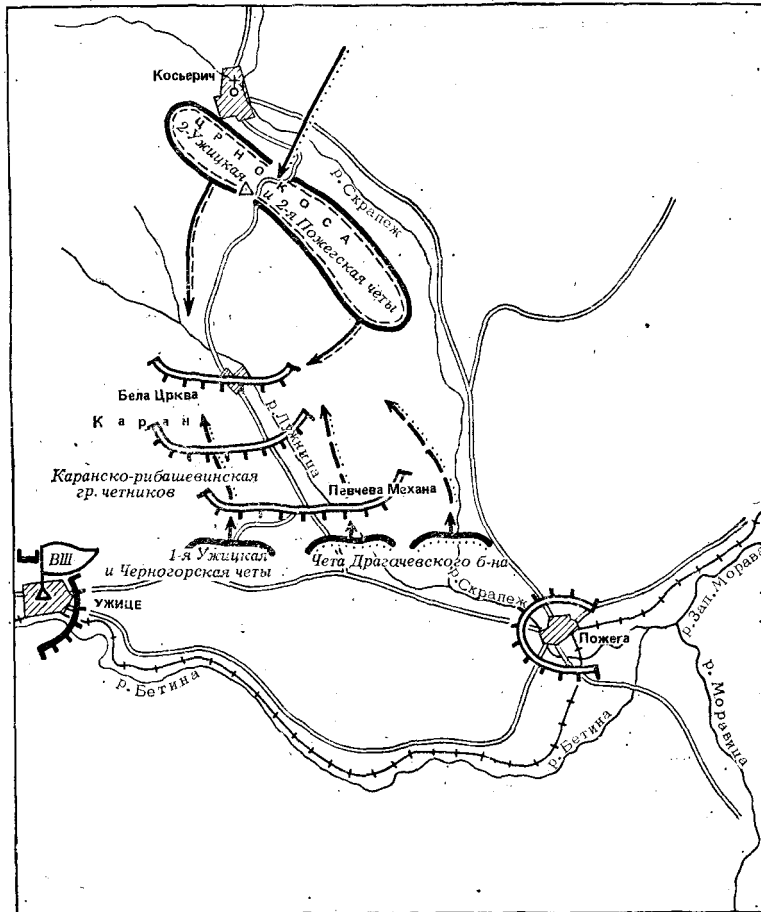 Косьерич
ЦРНОКОСА
2-Ужицкая
и 2-я Пожегская четы
р. Скрапеж
Бела Црква
Каран
р. Лужница
Каранско-рибашевинская
гр. четников
Певчева Механа
1-я Ужицкая
и Черногорская четы
Чета Драгачевского б-на
ВШ
УЖИЦЕ
р. Скрапеж
Пожега
р. Зап. Морава
р. Бетина
р. Бетина
р. Моравица